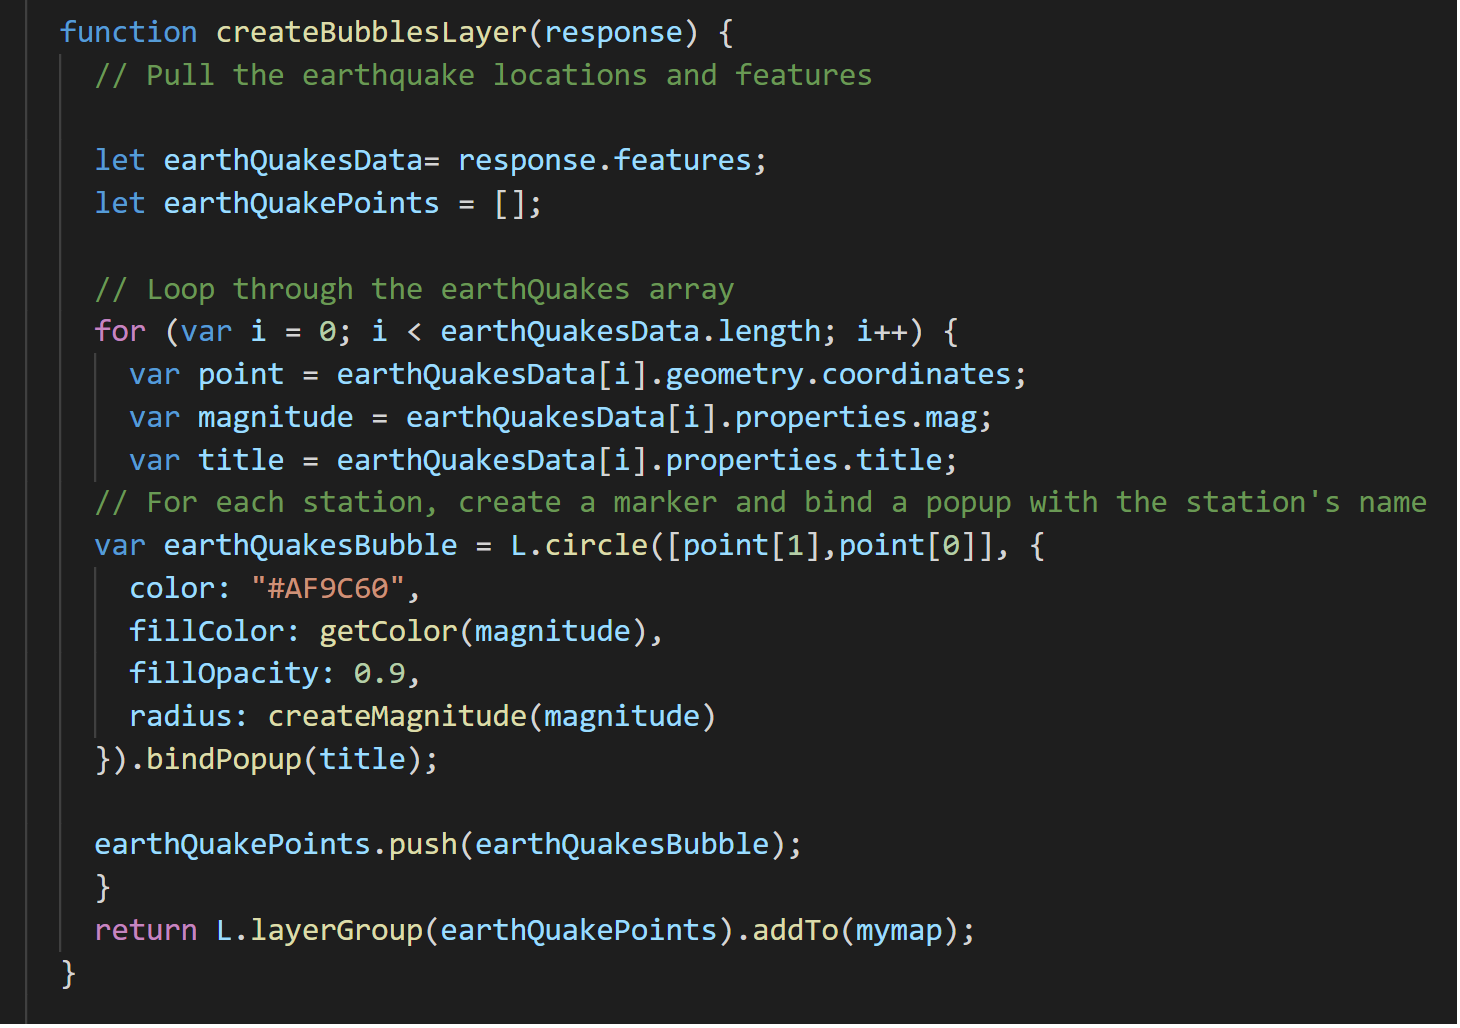 function createBubblesLayer(response) {
  // Pull the earthquake locations and features

  let earthQuakesData= response.features;
  let earthQuakePoints = [];

  // Loop through the earthQuakes array
  for (var i = 0; i < earthQuakesData.length; i++) {
    var point = earthQuakesData[i].geometry.coordinates;
    var magnitude = earthQuakesData[i].properties.mag;
    var title = earthQuakesData[i].properties.title;
  // For each station, create a marker and bind a popup with the station's name
  var earthQuakesBubble = L.circle([point[1],point[0]], {
    color: "#AF9C60",
    fillColor: getColor(magnitude),
    fillOpacity: 0.9,
    radius: createMagnitude(magnitude)
  }).bindPopup(title);

  earthQuakePoints.push(earthQuakesBubble);
  }
  return L.layerGroup(earthQuakePoints).addTo(mymap);
}